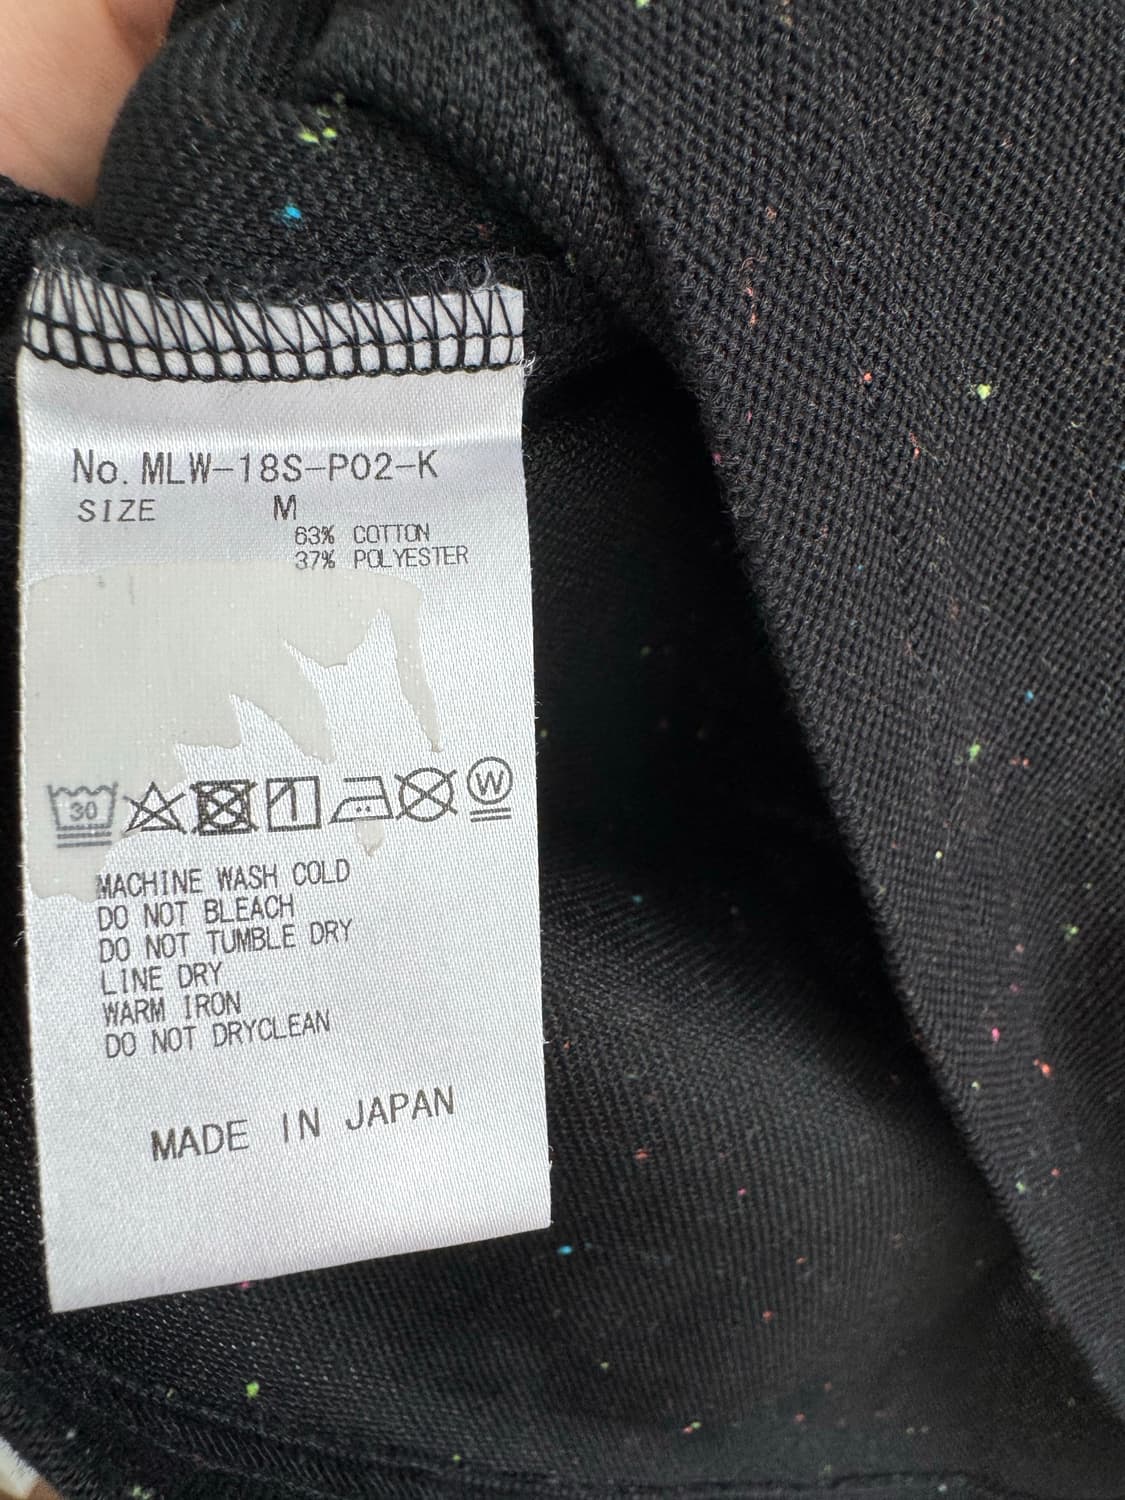 No. MLW-18S-P02-K
SIZE M
63% COTTON
37% POLYESTER
30 W
MACHINE WASH COLD
DO NOT BLEACH
DO NOT TUMBLE DRY
LINE DRY
WARM IRON
DO NOT DRYCLEAN
MADE IN JAPAN